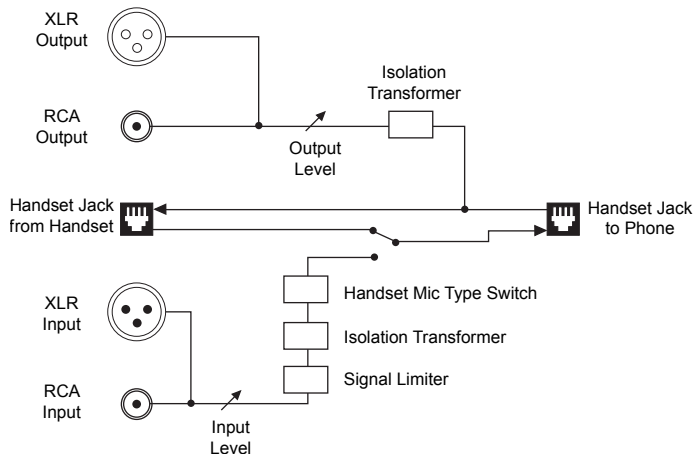 XLR
Output
Isolation
Transformer
RCA
Output
Output
Level
Handset Jack
from Handset
Handset Jack
to Phone
Handset Mic Type Switch
XLR
Input
Isolation Transformer
Signal Limiter
RCA
Input
Input
Level